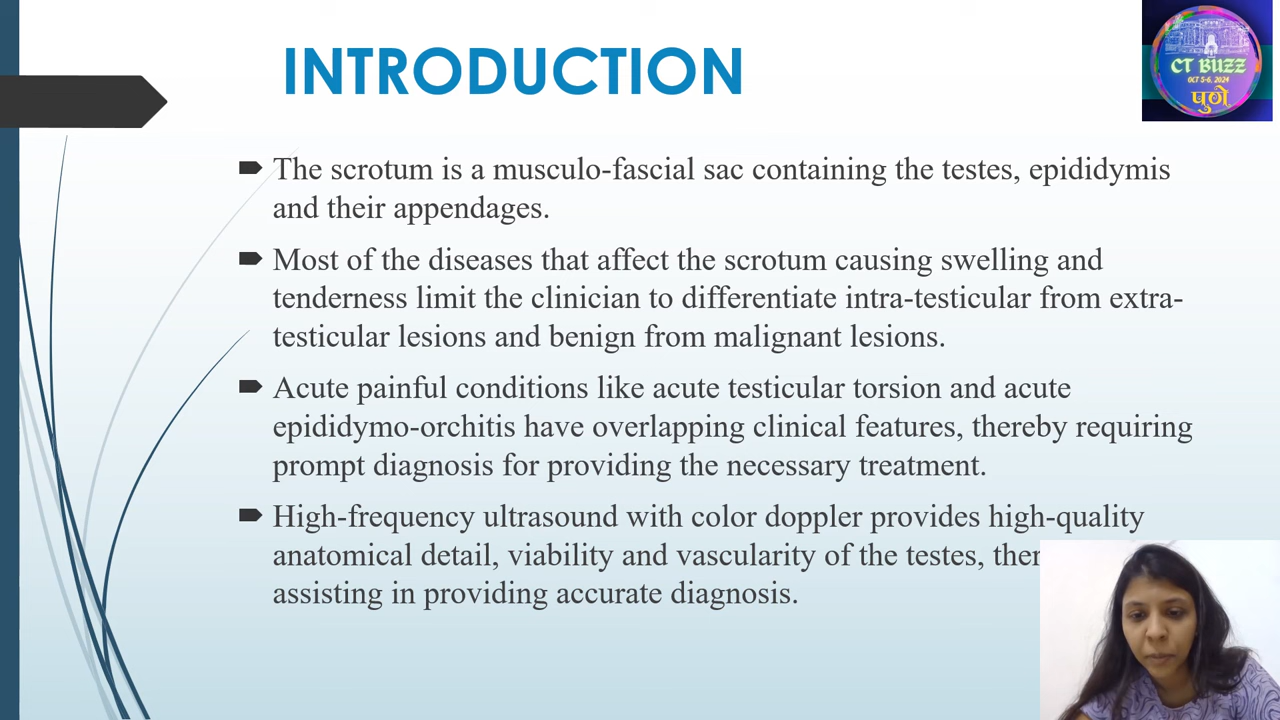 INTRODUCTION
CT BUZZ
OCT 5-6, 2024
पुणे
The scrotum is a musculo-fascial sac containing the testes, epididymis
and their appendages.
Most of the diseases that affect the scrotum causing swelling and
tenderness limit the clinician to differentiate intra-testicular from extra-
testicular lesions and benign from malignant lesions.
Acute painful conditions like acute testicular torsion and acute
epididymo-orchitis have overlapping clinical features, thereby requiring
prompt diagnosis for providing the necessary treatment.
High-frequency ultrasound with color doppler provides high-quality
anatomical detail, viability and vascularity of the testes,
assisting in providing accurate diagnosis.